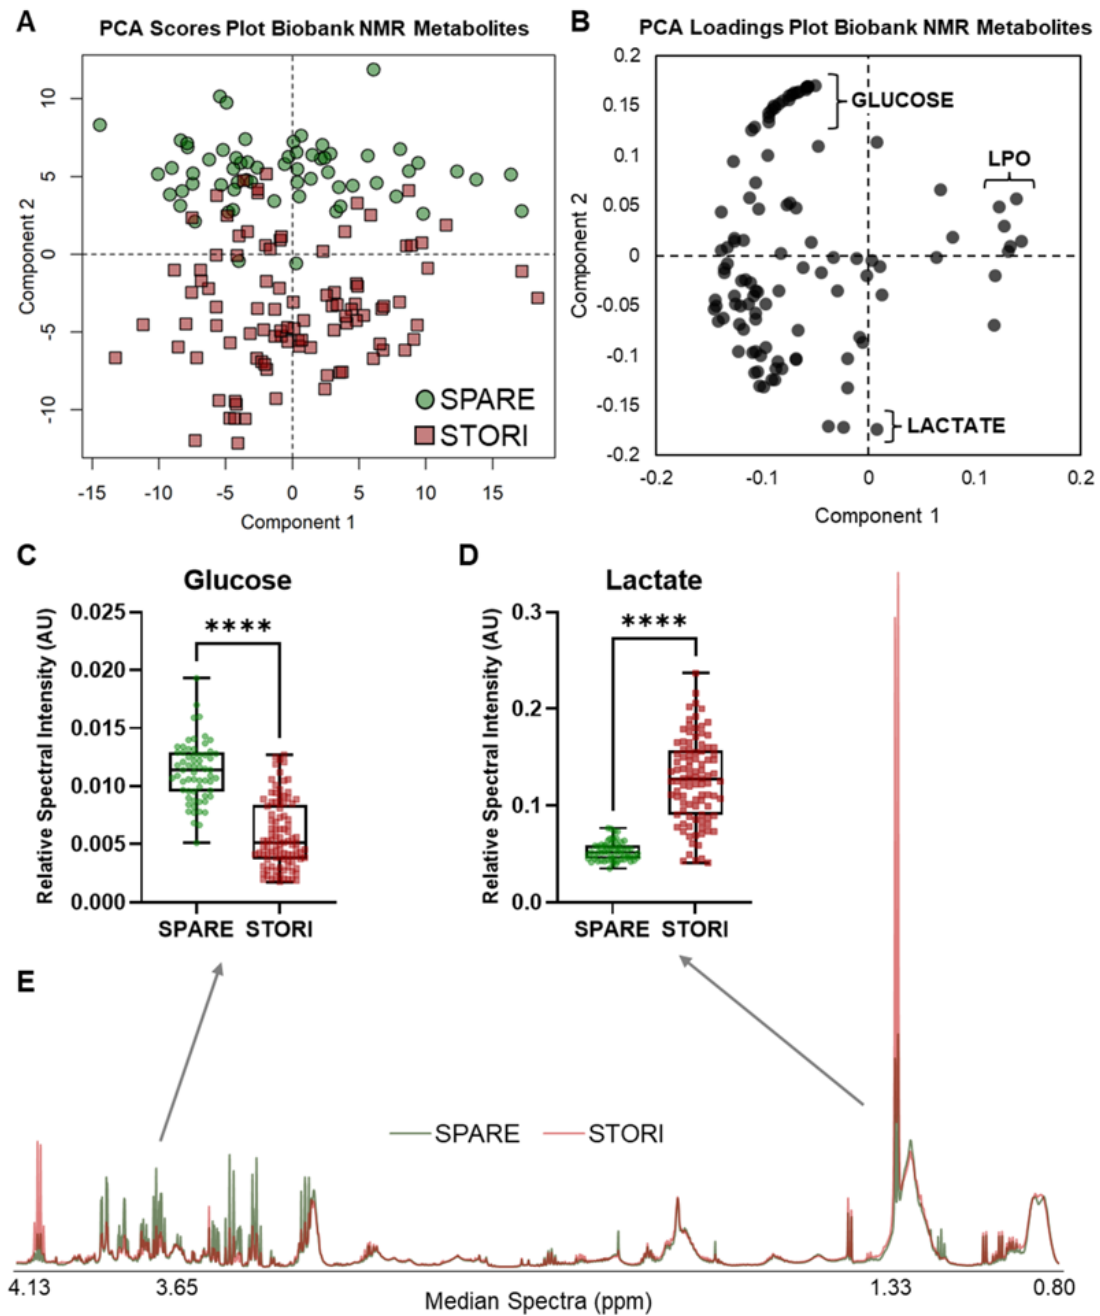 A
PCA Scores Plot Biobank NMR Metabolites
Component 2
10
5
0
-5
-10
SPARE
STORI
-15
-10
-5
0
5
10
15
Component 1
B
PCA Loadings Plot Biobank NMR Metabolites
Component 2
0.2
0.15
0.1
0.05
0
-0.05
-0.1
-0.15
-0.2
GLUCOSE
LPO
LACTATE
-0.2
-0.1
0
0.1
0.2
Component 1
C
Glucose
Relative Spectral Intensity (AU)
0.025
0.020
0.015
0.010
0.005
0.000
****
SPARE STORI
D
Lactate
Relative Spectral Intensity (AU)
0.3
0.2
0.1
0.0
****
SPARE STORI
E
SPARE STORI
4.13
3.65
Median Spectra (ppm)
1.33
0.80